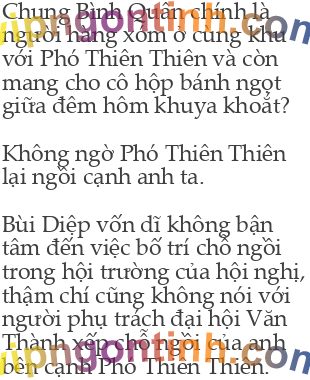 Chung Bình Quân chính là
người hàng xóm ở cùng khu
với Phó Thiên Thiên và còn
mang cho cô hộp bánh ngọt
giữa đêm hôm khuya khoắt?
Không ngờ Phó Thiên Thiên
lại ngồi cạnh anh ta.
Bùi Diệp vốn dĩ không bận
tâm đến việc bố trí chỗ ngồi
trong hội trường của hội nghị,
thậm chí cũng không nói với
người phụ trách đại hội Văn
Thành xếp chỗ ngồi của anh
bên cạnh Phó Thiên Thiên.
vipngontinh.com
vipngontinh.com